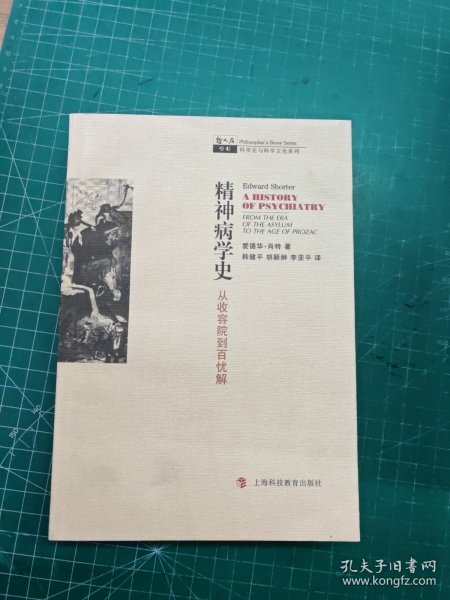 哲人石
丛书
Philosopher's Stone Series
科学史与科学文化系列
精神病学史
从收容院到百忧解
Edward Shorter
A HISTORY
OF PSYCHIATRY
FROM THE ERA
OF THE ASYLUM
TO THE AGE OF PROZAC
爱德华·肖特 著
韩健平 胡颖翀 李亚平 译
上海科技教育出版社
孔夫子旧书网
www.kongfz.com